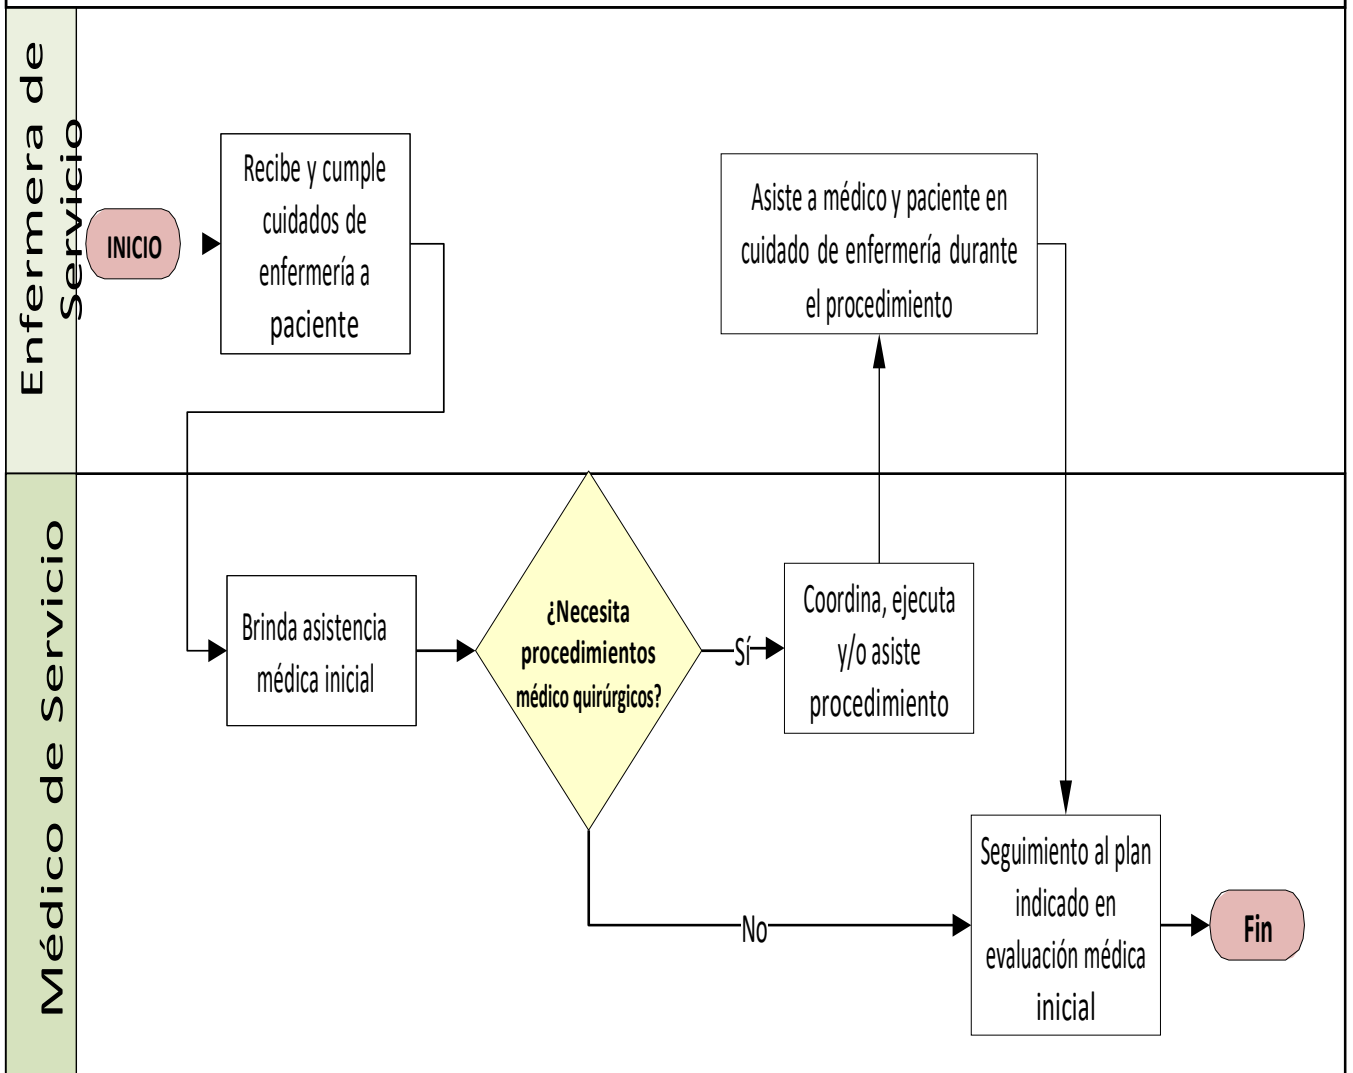 Enfermera de
Servicio
INICIO
Recibe y cumple
cuidados de
enfermería a
paciente
Asiste a médico y paciente en
cuidado de enfermería durante
el procedimiento
Médico de Servicio
Brinda asistencia
médica inicial
¿Necesita
procedimientos
médico quirúrgicos?
Sí
Coordina, ejecuta
y/o asiste
procedimiento
No
Seguimiento al plan
indicado en
evaluación médica
inicial
Fin